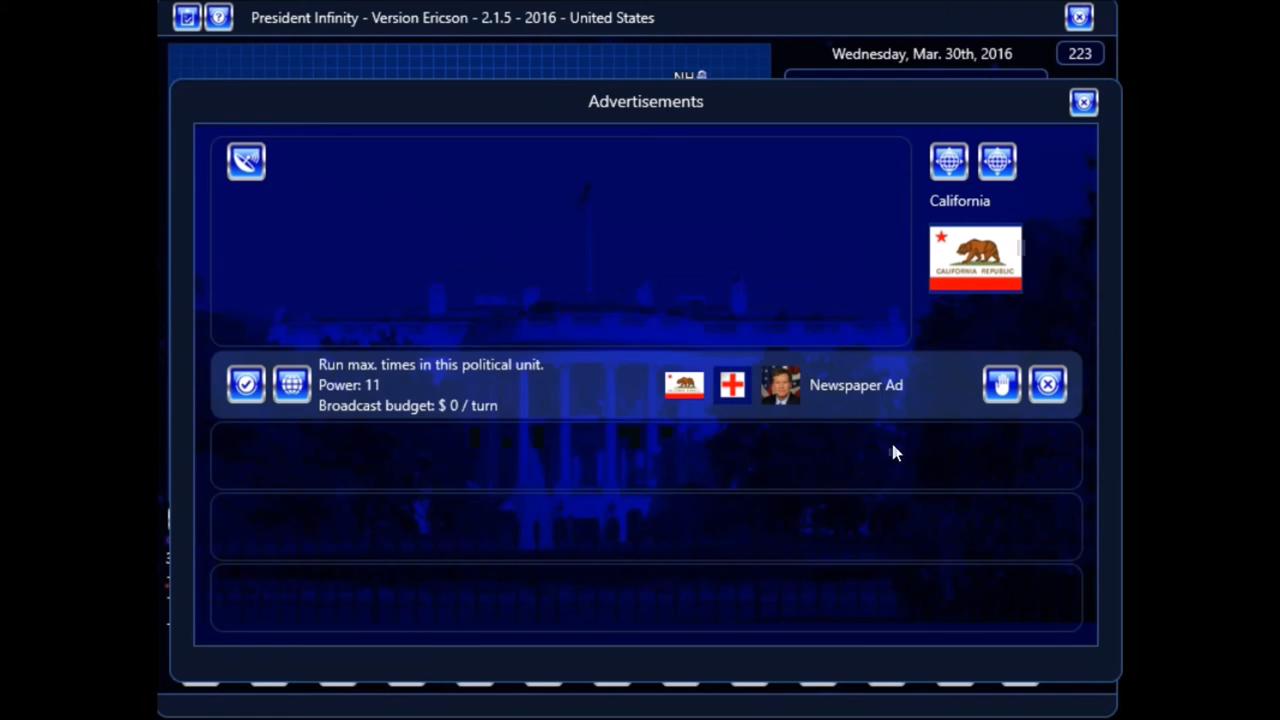 President Infinity - Version Ericson - 2.1.5 - 2016 - United States
Wednesday, Mar. 30th, 2016
223
NH
Advertisements
California
CALIFORNIA REPUBLIC
Run max. times in this political unit.
Power: 11
Broadcast budget: $ 0 / turn
Newspaper Ad